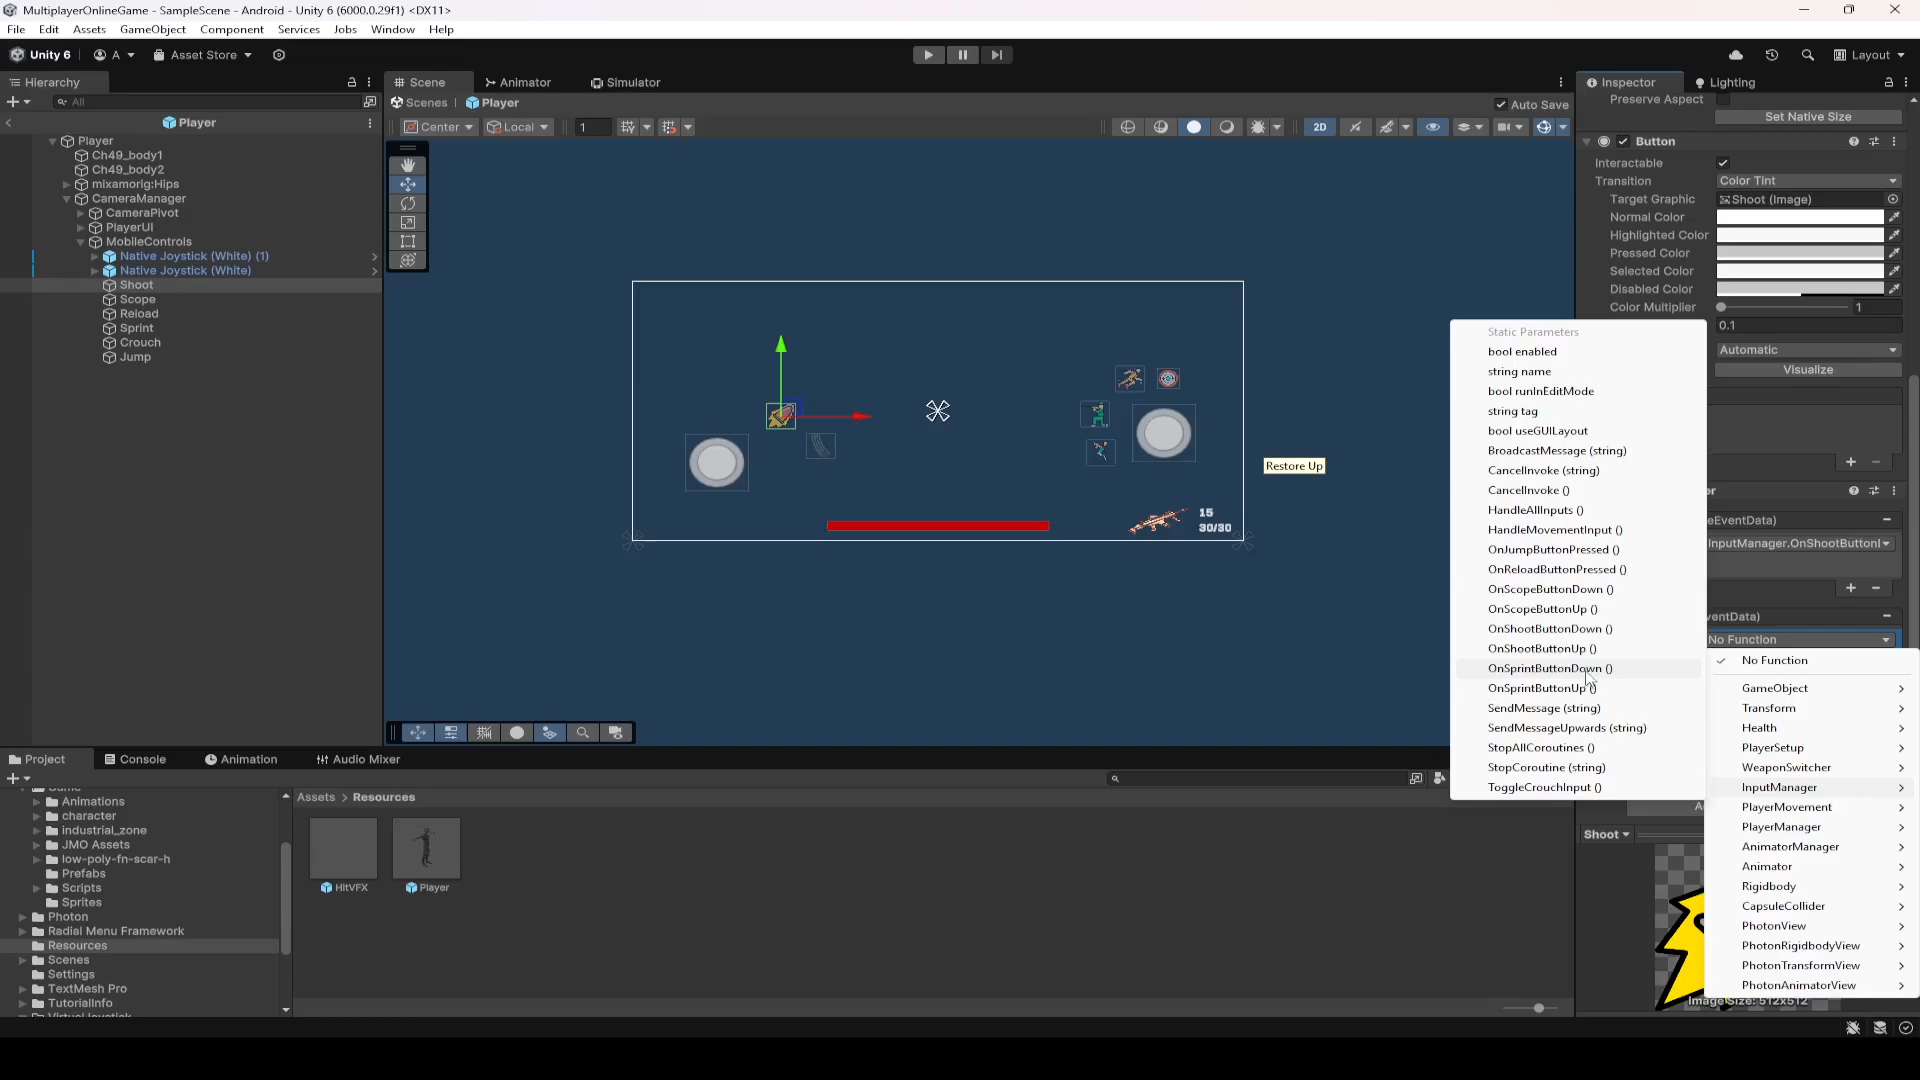 MultiplayerOnlineGame - SampleScene - Android - Unity 6 (6000.0.29f1) <DX11>
File Edit Assets GameObject Component Services Jobs Window Help
Unity 6 A Asset Store Layout
Hierarchy
All
Player
Player
Ch49_body1
Ch49_body2
mixamorig:Hips
CameraManager
CameraPivot
PlayerUI
MobileControls
Native Joystick (White) (1)
Native Joystick (White)
Shoot
Scope
Reload
Sprint
Crouch
Jump
Scene Animator Simulator
Scenes Player Auto Save
Center Local 1 2D
Restore Up
15
30/30
Inspector Lighting
Preserve Aspect
Set Native Size
Button
Interactable
Transition Color Tint
Target Graphic Shoot (Image)
Normal Color
Highlighted Color
Pressed Color
Selected Color
Disabled Color
Color Multiplier 1
0.1
Automatic
Visualize
InputManager.OnShootButton
No Function
Static Parameters
bool enabled
string name
bool runInEditMode
string tag
bool useGUILayout
BroadcastMessage (string)
CancelInvoke (string)
CancelInvoke ()
HandleAllInputs ()
HandleMovementInput ()
OnJumpButtonPressed ()
OnReloadButtonPressed ()
OnScopeButtonDown ()
OnScopeButtonUp ()
OnShootButtonDown ()
OnShootButtonUp ()
OnSprintButtonDown ()
OnSprintButtonUp ()
SendMessage (string)
SendMessageUpwards (string)
StopAllCoroutines ()
StopCoroutine (string)
ToggleCrouchInput ()
No Function
GameObject
Transform
Health
PlayerSetup
WeaponSwitcher
InputManager
PlayerMovement
PlayerManager
AnimatorManager
Animator
Rigidbody
CapsuleCollider
PhotonView
PhotonRigidbodyView
PhotonTransformView
PhotonAnimatorView
Shoot
Image Size: 512x512
Project Console Animation Audio Mixer
Assets > Resources
Animations
character
industrial_zone
JMO Assets
low-poly-fn-scar-h
Prefabs
Scripts
Sprites
Photon
Radial Menu Framework
Resources
Scenes
Settings
TextMesh Pro
TutorialInfo
HitVFX
Player